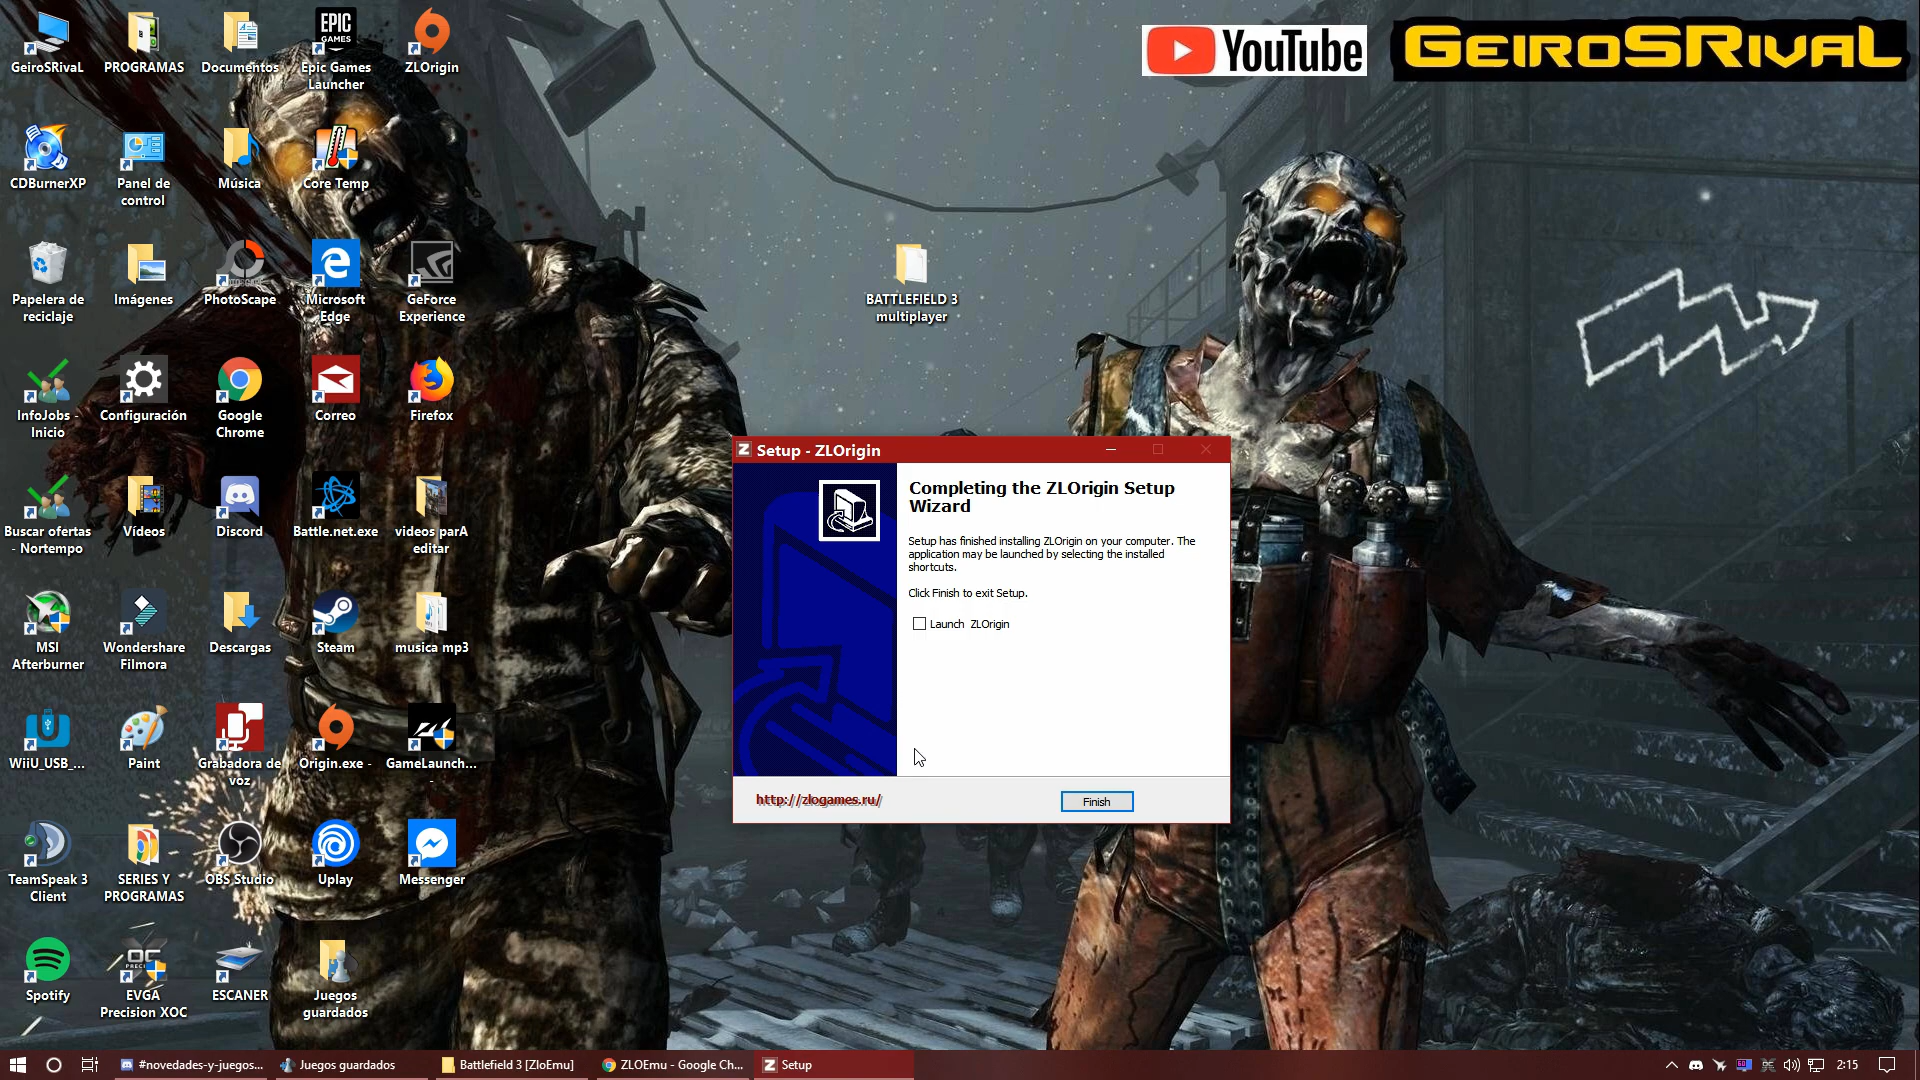 YouTube
GEIROSRIVAL
GeiroSRivaL
PROGRAMAS
Documentos
Epic Games
Launcher
EPIC
GAMES
ZLOrigin
CDBurnerXP
Panel de
control
Música
Core Temp
Papelera de
reciclaje
Imágenes
PhotoScape
Microsoft
Edge
GeForce
Experience
BATTLEFIELD 3
multiplayer
InfoJobs -
Inicio
Configuración
Google
Chrome
Correo
Firefox
Buscar ofertas
- Nortempo
Vídeos
Discord
Battle.net.exe
videos parA
editar
MSI
Afterburner
Wondershare
Filmora
Descargas
Steam
musica mp3
WiiU_USB_...
Paint
Grabadora de
voz
Origin.exe -
GameLaunch...
-
TeamSpeak 3
Client
SERIES Y
PROGRAMAS
OBS Studio
Uplay
Messenger
Spotify
EVGA
Precision XOC
ESCANER
Juegos
guardados
Setup - ZLOrigin
Completing the ZLOrigin Setup
Wizard
Setup has finished installing ZLOrigin on your computer. The
application may be launched by selecting the installed
shortcuts.
Click Finish to exit Setup.
Launch ZLOrigin
http://zlogames.ru/
Finish
#novedades-y-juegos...
Juegos guardados
Battlefield 3 [ZloEmu]
ZLOEmu - Google Ch...
Setup
2:15